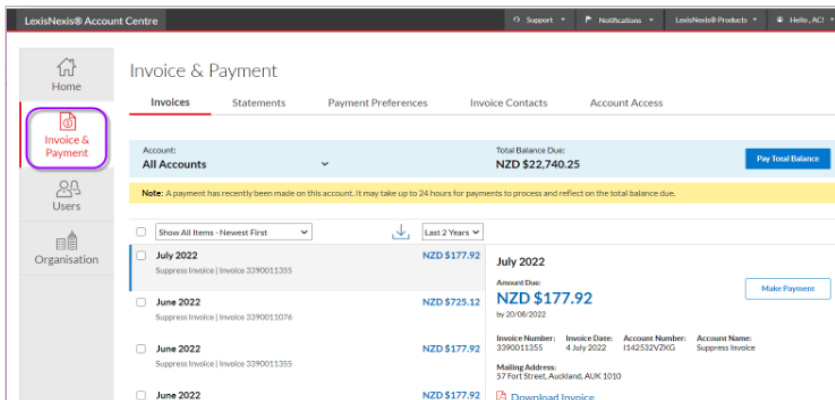 LexisNexis® Account Centre
Support
Notifications
LexisNexis® Products
Hello, AC!
Home
Invoice &
Payment
Users
Organisation
Invoice & Payment
Invoices Statements Payment Preferences Invoice Contacts Account Access
Account:
All Accounts
Total Balance Due:
NZD $22,740.25
Pay Total Balance
Note: A payment has recently been made on this account. It may take up to 24 hours for payments to process and reflect on the total balance due.
Show All Items - Newest First
Last 2 Years
July 2022 NZD $177.92
Suppress Invoice | Invoice 3390011355
June 2022 NZD $725.12
Suppress Invoice | Invoice 3390011076
June 2022 NZD $177.92
Suppress Invoice | Invoice 3390011355
June 2022 NZD $177.92
July 2022
Amount Due:
NZD $177.92
by 20/08/2022
Make Payment
Invoice Number: Invoice Date: Account Number: Account Name:
3390011355 4 July 2022 I142532VZKG Suppress Invoice
Mailing Address:
57 Fort Street, Auckland, AUK 1010
Download Invoice